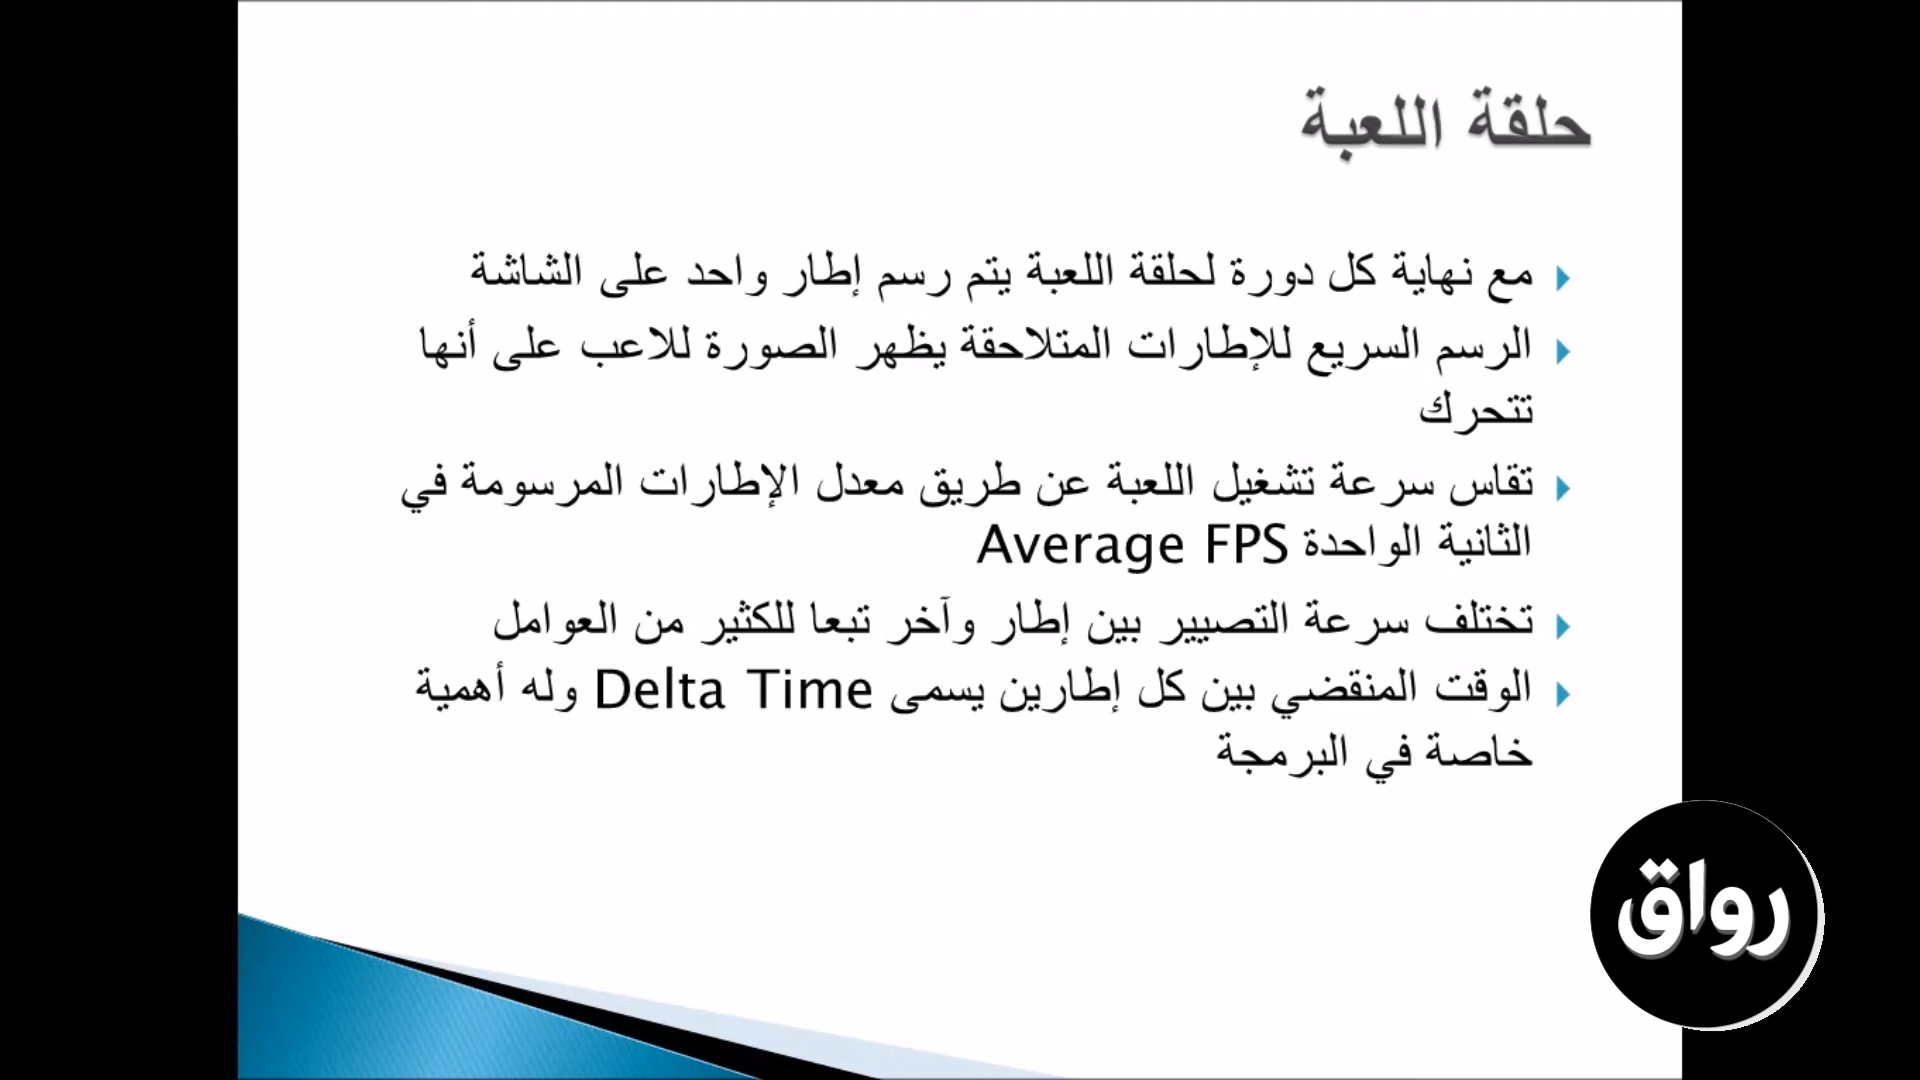 حلقة اللعبة
مع نهاية كل دورة لحلقة اللعبة يتم رسم إطار واحد على الشاشة
الرسم السريع للإطارات المتلاحقة يظهر الصورة للاعب على أنها
تتحرك
تقاس سرعة تشغيل اللعبة عن طريق معدل الإطارات المرسومة في
الثانية الواحدة Average FPS
تختلف سرعة التصيير بين إطار وآخر تبعا للكثير من العوامل
الوقت المنقضي بين كل إطارين يسمى Delta Time وله أهمية
خاصة في البرمجة
رواق